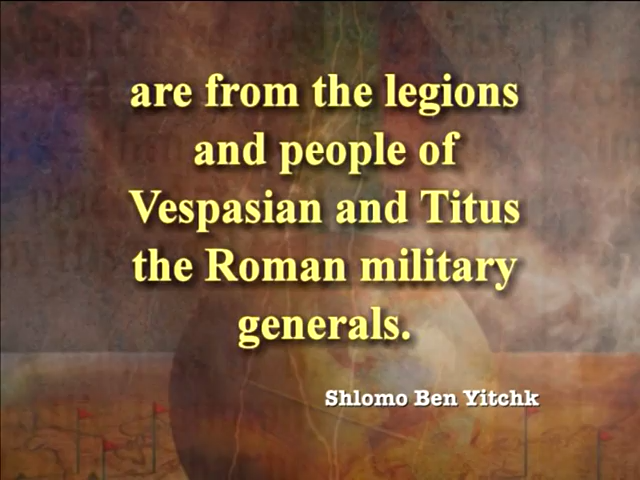 are from the legions
and people of
Vespasian and Titus
the Roman military
generals.
Shlomo Ben Yitchk